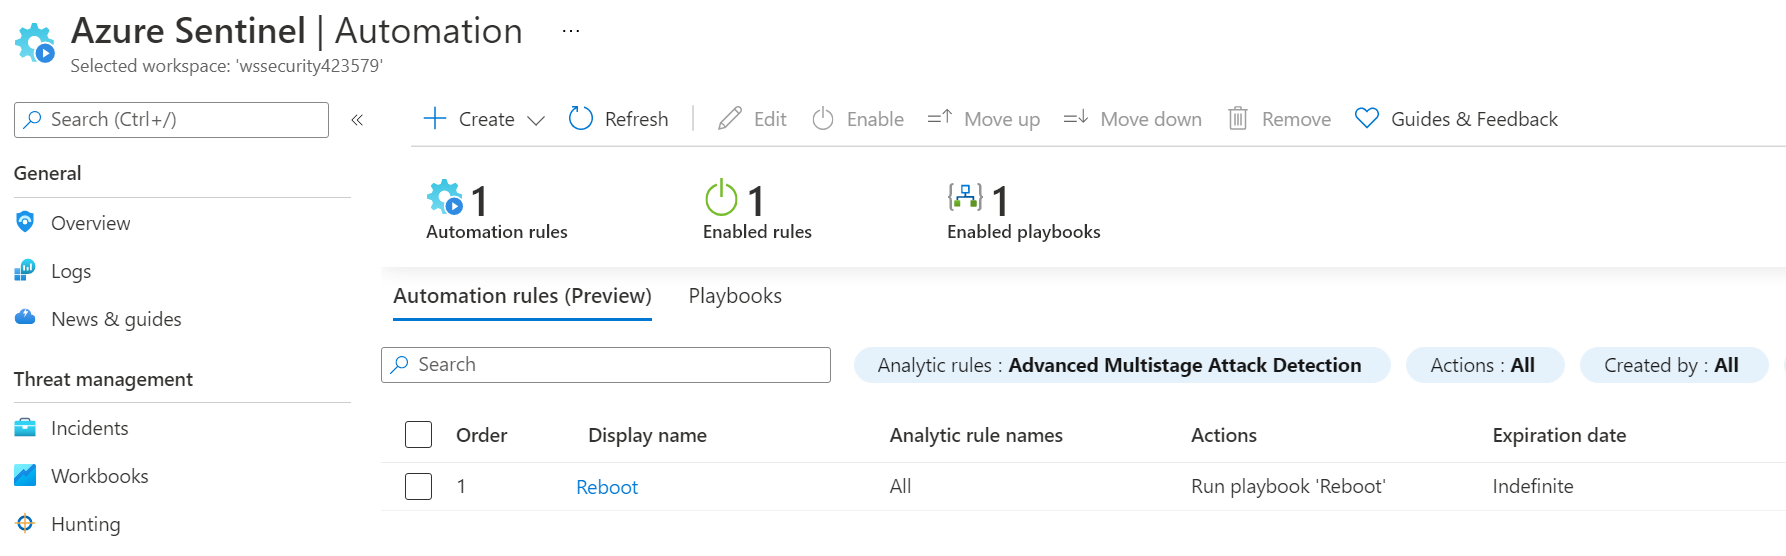 Azure Sentinel | Automation ...
Selected workspace: 'wssecurity423579'
Search (Ctrl+/)
«
General
Overview
Logs
News & guides
Threat management
Incidents
Workbooks
Hunting
Create
Refresh
Edit
Enable
Move up
Move down
Remove
Guides & Feedback
1
Automation rules
1
Enabled rules
1
Enabled playbooks
Automation rules (Preview) Playbooks
Search
Analytic rules : Advanced Multistage Attack Detection
Actions : All
Created by : All
Order Display name Analytic rule names Actions Expiration date
1 Reboot All Run playbook 'Reboot' Indefinite